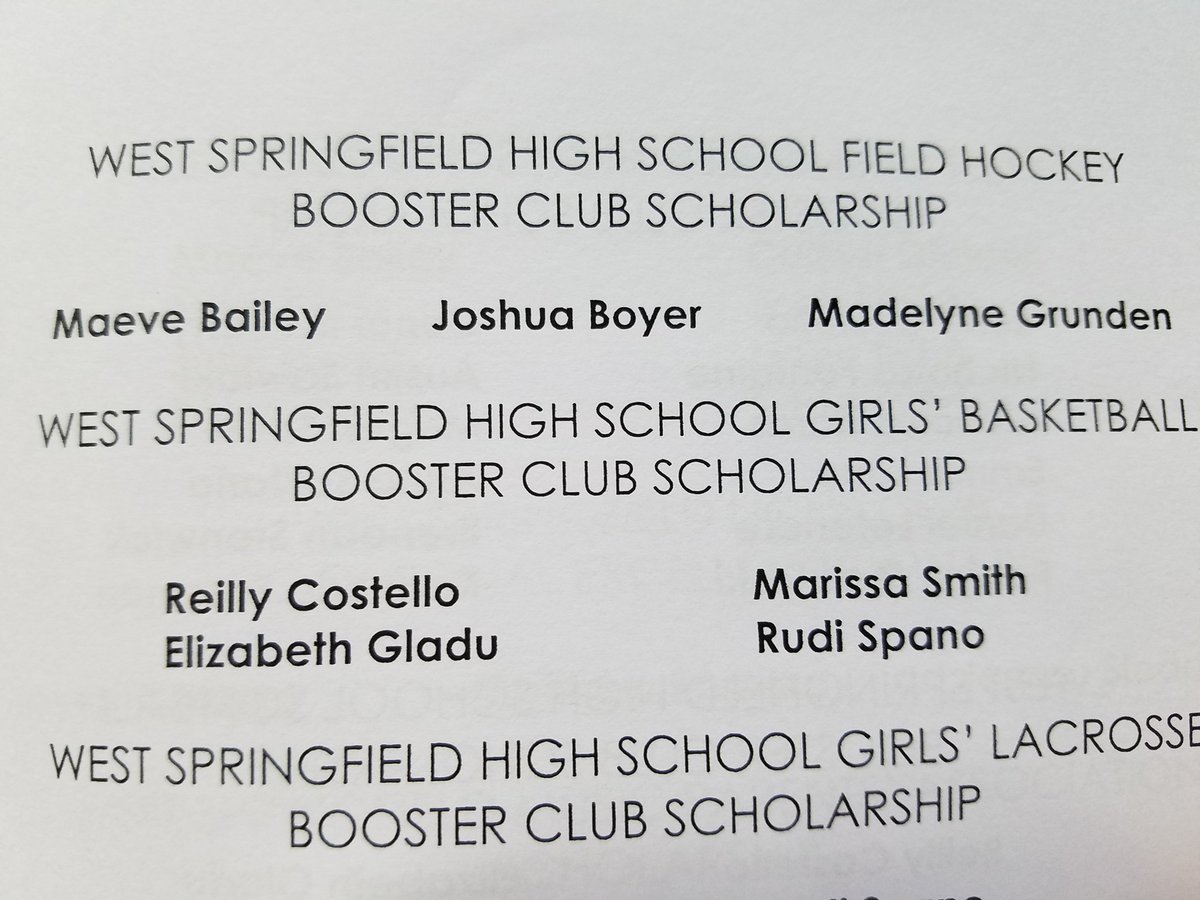 WEST SPRINGFIELD HIGH SCHOOL FIELD HOCKEY
BOOSTER CLUB SCHOLARSHIP
Maeve Bailey Joshua Boyer Madelyne Grunden
WEST SPRINGFIELD HIGH SCHOOL GIRLS' BASKETBALL
BOOSTER CLUB SCHOLARSHIP
Reilly Costello Marissa Smith
Elizabeth Gladu Rudi Spano
WEST SPRINGFIELD HIGH SCHOOL GIRLS' LACROSSE
BOOSTER CLUB SCHOLARSHIP